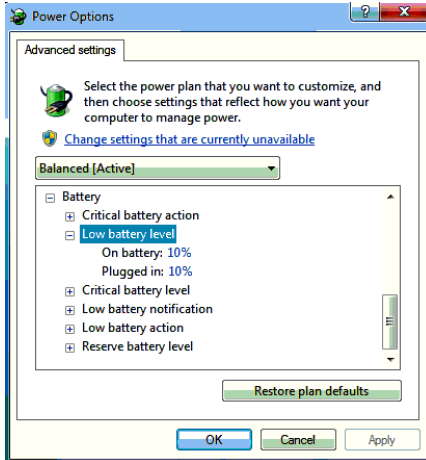 Power Options
Advanced settings
Select the power plan that you want to customize, and
then choose settings that reflect how you want your
computer to manage power.
Change settings that are currently unavailable
Balanced [Active]
Battery
Critical battery action
Low battery level
On battery: 10%
Plugged in: 10%
Critical battery level
Low battery notification
Low battery action
Reserve battery level
Restore plan defaults
OK Cancel Apply